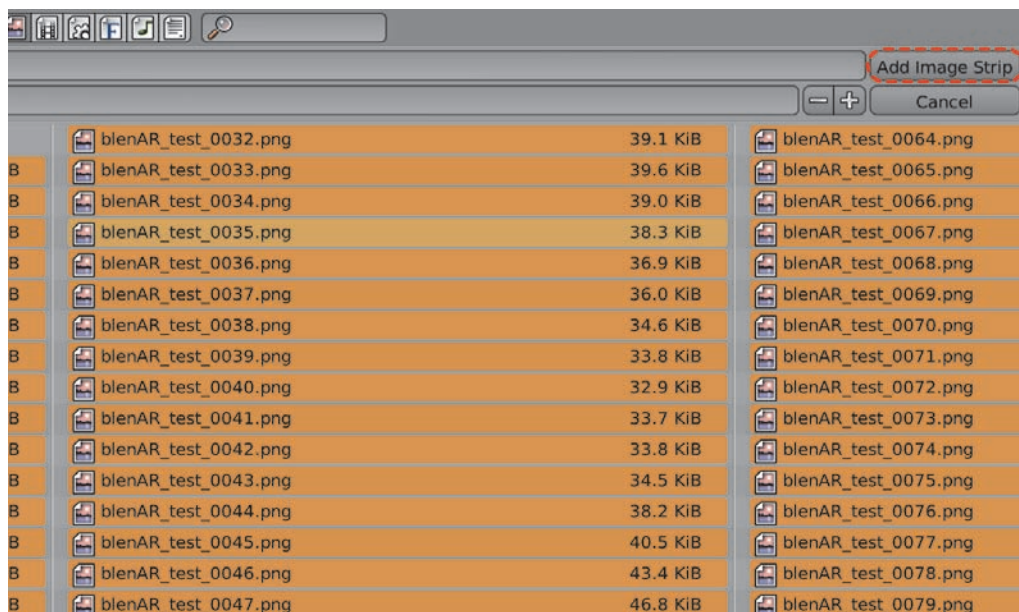 F
Add Image Strip
Cancel
blenAR_test_0032.png 39.1 KiB blenAR_test_0064.png
B blenAR_test_0033.png 39.6 KiB blenAR_test_0065.png
B blenAR_test_0034.png 39.0 KiB blenAR_test_0066.png
B blenAR_test_0035.png 38.3 KiB blenAR_test_0067.png
B blenAR_test_0036.png 36.9 KiB blenAR_test_0068.png
B blenAR_test_0037.png 36.0 KiB blenAR_test_0069.png
B blenAR_test_0038.png 34.6 KiB blenAR_test_0070.png
B blenAR_test_0039.png 33.8 KiB blenAR_test_0071.png
B blenAR_test_0040.png 32.9 KiB blenAR_test_0072.png
B blenAR_test_0041.png 33.7 KiB blenAR_test_0073.png
B blenAR_test_0042.png 33.8 KiB blenAR_test_0074.png
B blenAR_test_0043.png 34.5 KiB blenAR_test_0075.png
B blenAR_test_0044.png 38.2 KiB blenAR_test_0076.png
B blenAR_test_0045.png 40.5 KiB blenAR_test_0077.png
B blenAR_test_0046.png 43.4 KiB blenAR_test_0078.png
B blenAR_test_0047.png 46.8 KiB blenAR_test_0079.png